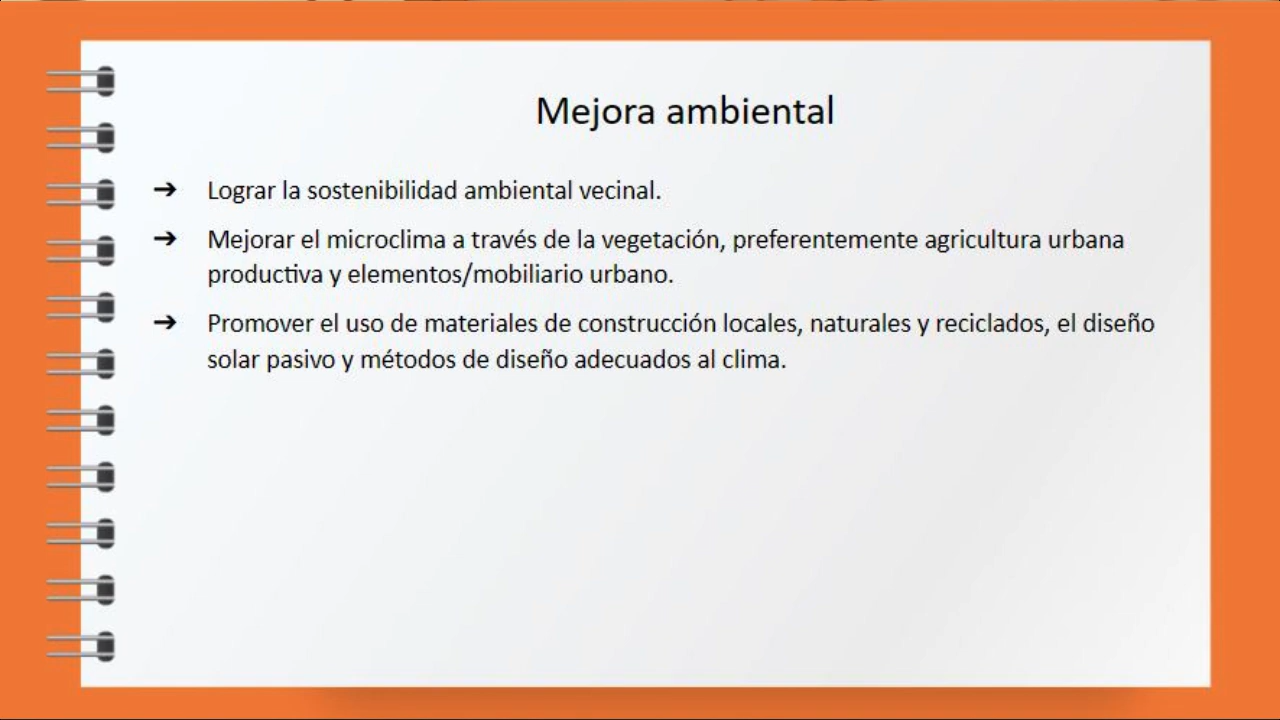 Mejora ambiental
➔ Lograr la sostenibilidad ambiental vecinal.
➔ Mejorar el microclima a través de la vegetación, preferentemente agricultura urbana
productiva y elementos/mobiliario urbano.
➔ Promover el uso de materiales de construcción locales, naturales y reciclados, el diseño
solar pasivo y métodos de diseño adecuados al clima.